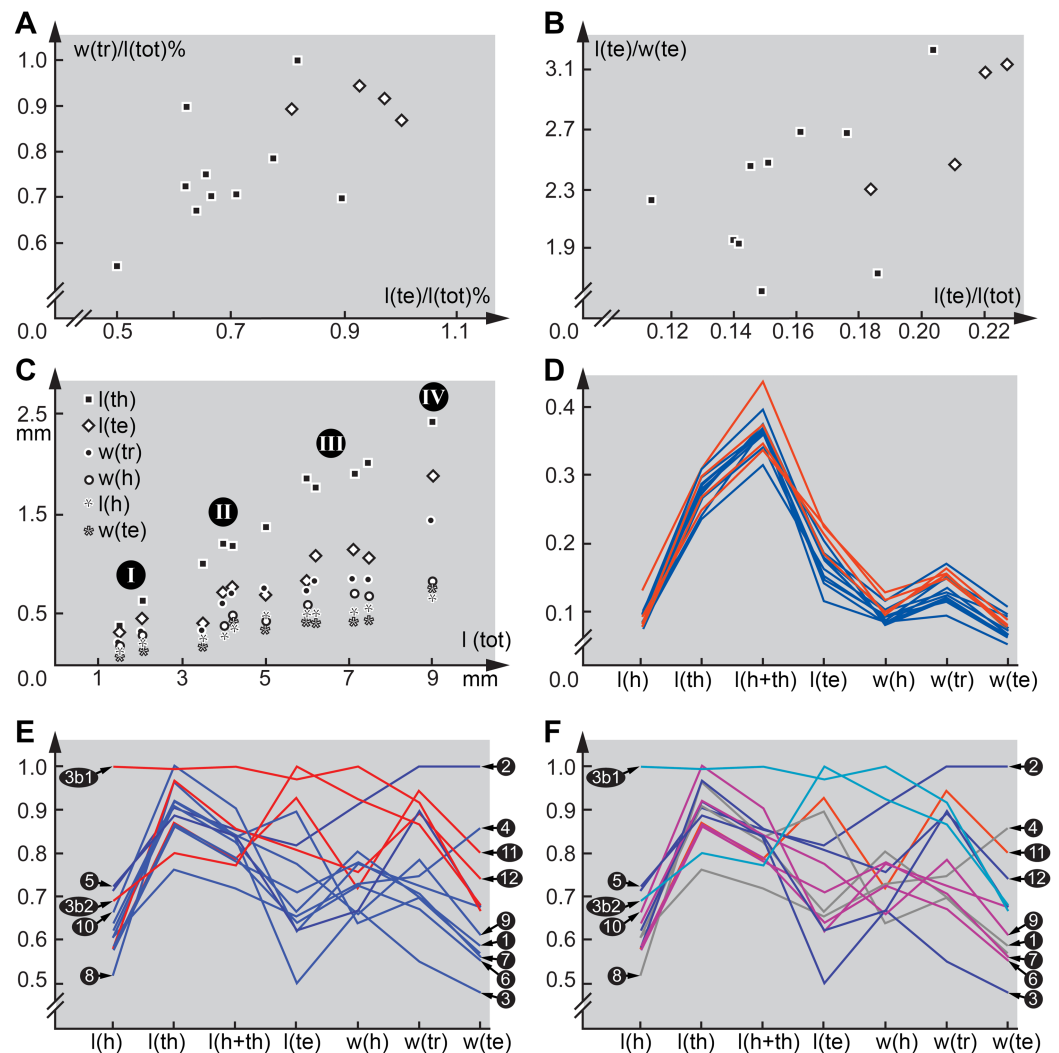 A
w(tr)/l(tot)%
1.0
0.9
0.8
0.7
0.6
0.0
l(te)/l(tot)%
0.5
0.7
0.9
1.1
B
l(te)/w(te)
3.1
2.7
2.3
1.9
0.0
l(te)/l(tot)
0.12
0.14
0.16
0.18
0.20
0.22
C
2.5
mm
1.5
0.5
0.0
l(th)
l(te)
w(tr)
w(h)
l(h)
w(te)
I
II
III
IV
l (tot)
1
3
5
7
9
mm
D
0.4
0.3
0.2
0.1
0.0
l(h)
l(th)
l(h+th)
l(te)
w(h)
w(tr)
w(te)
E
1.0
0.9
0.8
0.7
0.6
0.5
3b1
5
3b2
10
8
2
4
11
12
9
1
7
6
3
l(h)
l(th)
l(h+th)
l(te)
w(h)
w(tr)
w(te)
F
1.0
0.9
0.8
0.7
0.6
0.5
3b1
5
3b2
10
8
2
4
11
12
9
1
7
6
3
l(h)
l(th)
l(h+th)
l(te)
w(h)
w(tr)
w(te)